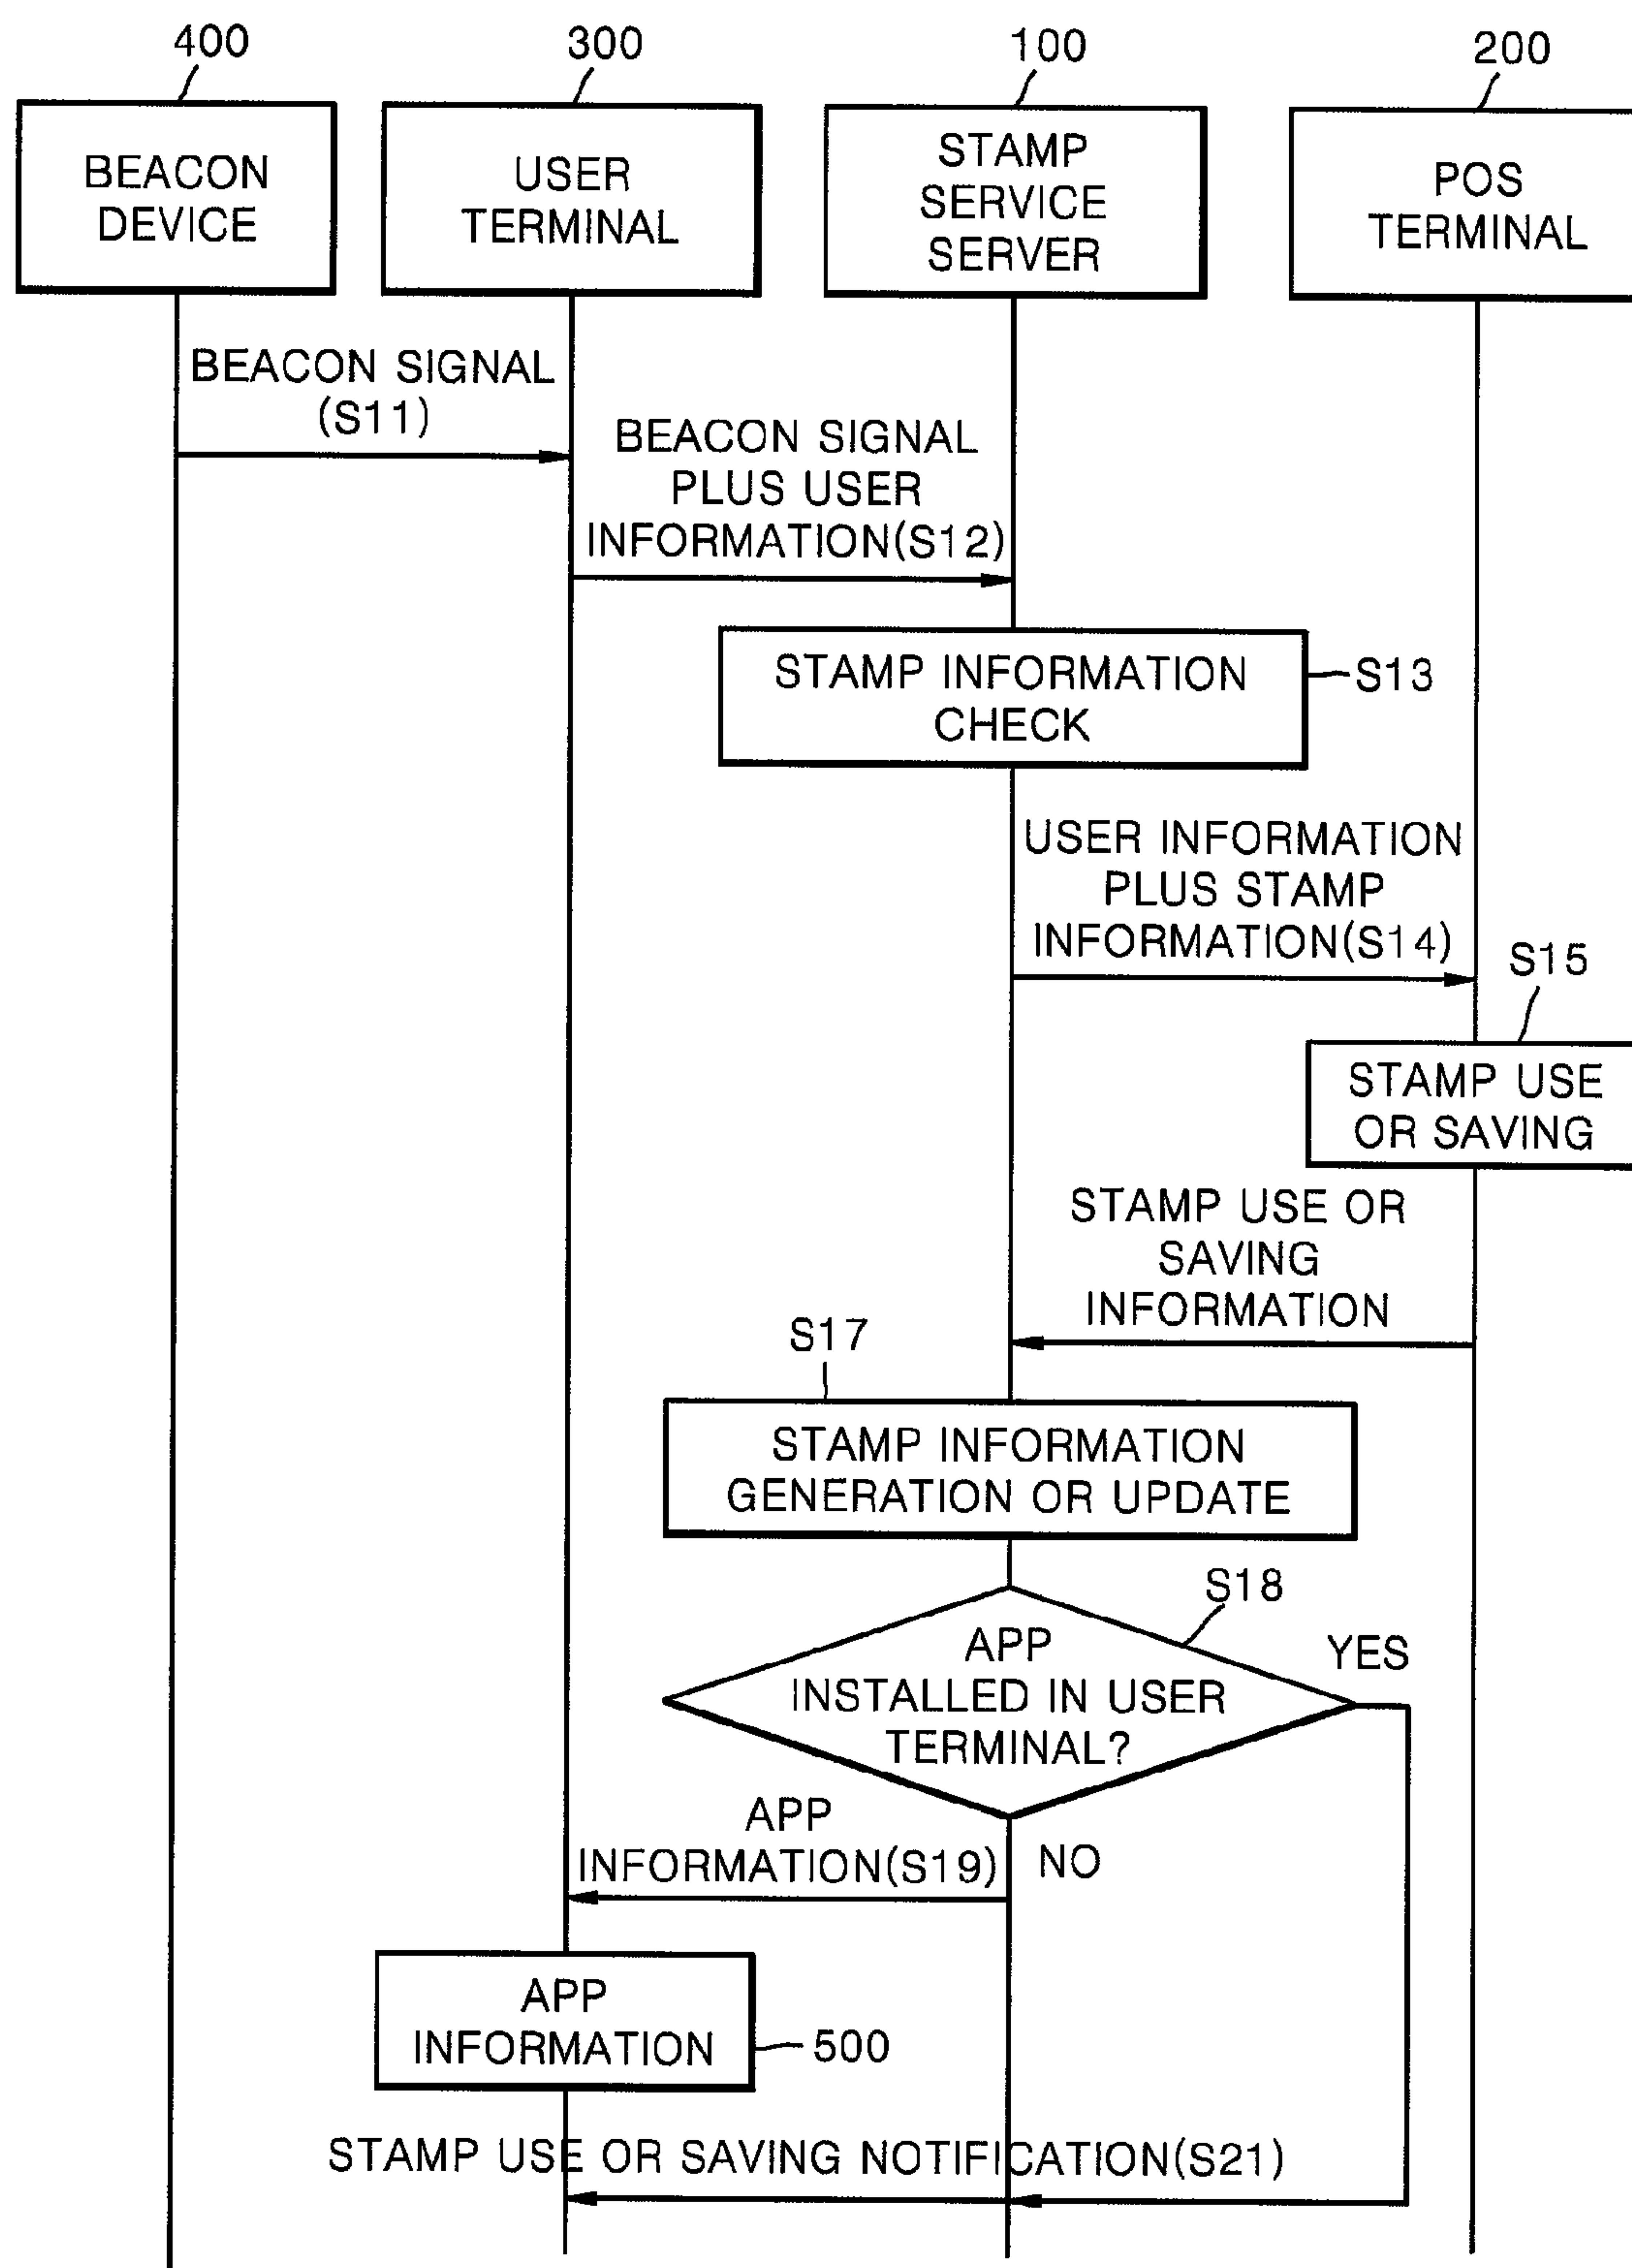 400
300
100
200
BEACON
DEVICE
USER
TERMINAL
STAMP
SERVICE
SERVER
POS
TERMINAL
BEACON SIGNAL
(S11)
BEACON SIGNAL
PLUS USER
INFORMATION(S12)
STAMP INFORMATION
CHECK
S13
USER INFORMATION
PLUS STAMP
INFORMATION(S14)
S15
STAMP USE
OR SAVING
STAMP USE OR
SAVING
INFORMATION
S17
STAMP INFORMATION
GENERATION OR UPDATE
S18
APP
INSTALLED IN USER
TERMINAL?
YES
APP
INFORMATION(S19)
NO
APP
INFORMATION
500
STAMP USE OR SAVING NOTIFICATION(S21)